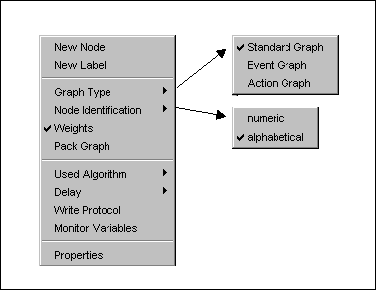 New Node
New Label
Graph Type
Node Identification
Weights
Pack Graph
Used Algorithm
Delay
Write Protocol
Monitor Variables
Properties
Standard Graph
Event Graph
Action Graph
numeric
alphabetical